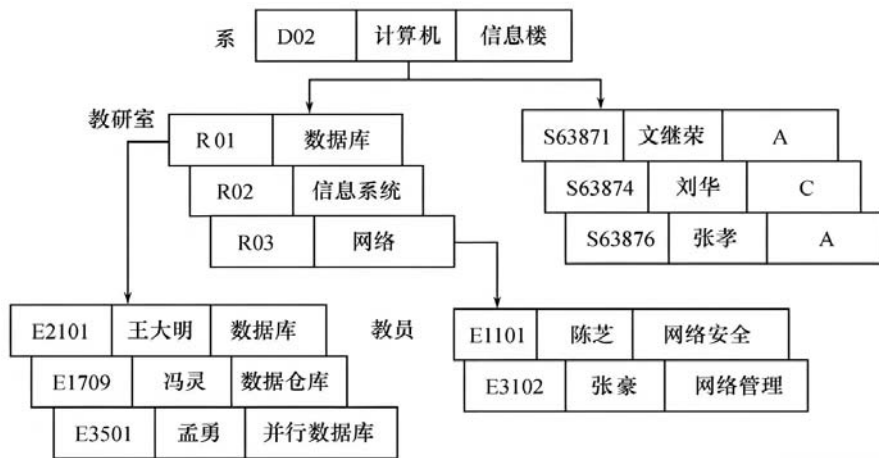 系 D02 计算机 信息楼
教研室 R01 数据库 S63871 文继荣 A
R02 信息系统 S63874 刘华 C
R03 网络 S63876 张孝 A
E2101 王大明 数据库 教员 E1101 陈芝 网络安全
E1709 冯灵 数据仓库 E3102 张豪 网络管理
E3501 孟勇 并行数据库